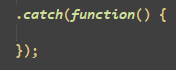 .catch(function() {
});